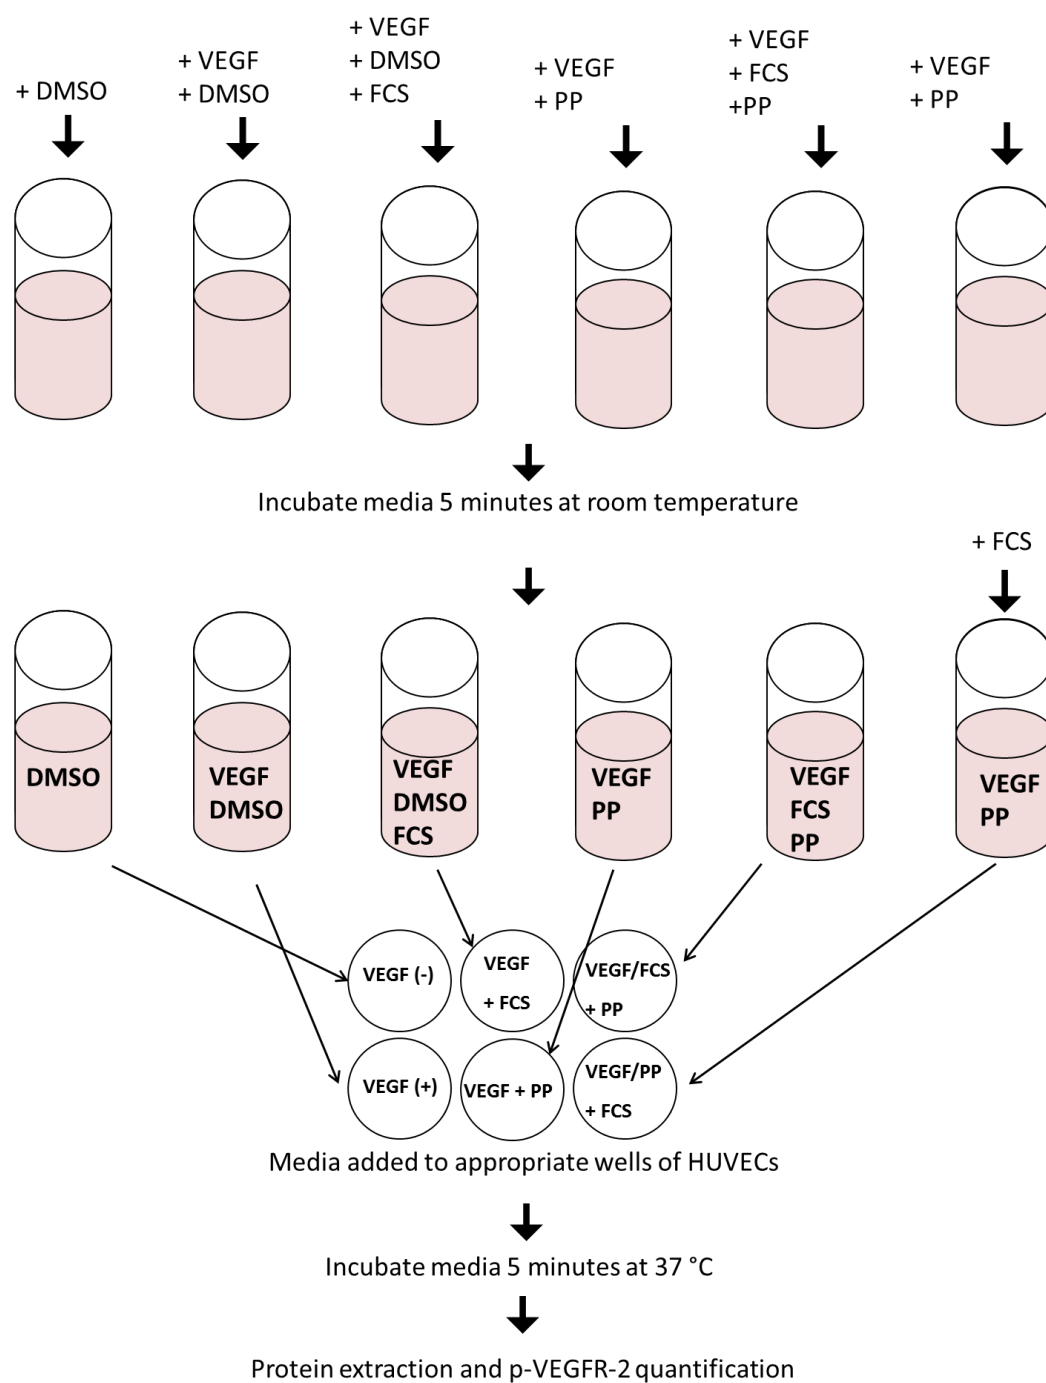 + DMSO
+ VEGF
+ DMSO
+ VEGF
+ DMSO
+ FCS
+ VEGF
+ PP
+ VEGF
+ FCS
+PP
+ VEGF
+ PP
Incubate media 5 minutes at room temperature
+ FCS
DMSO
VEGF
DMSO
VEGF
DMSO
FCS
VEGF
PP
VEGF
FCS
PP
VEGF
PP
VEGF (-)
VEGF
+ FCS
VEGF/FCS
+ PP
VEGF (+)
VEGF + PP
VEGF/PP
+ FCS
Media added to appropriate wells of HUVECs
Incubate media 5 minutes at 37 °C
Protein extraction and p-VEGFR-2 quantification